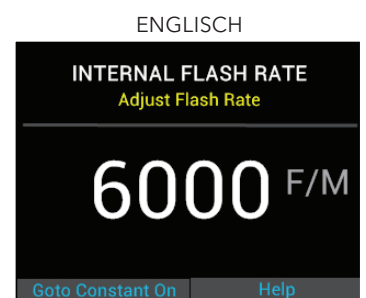 ENGLISCH
INTERNAL FLASH RATE
Adjust Flash Rate
6000 F/M
Goto Constant On Help